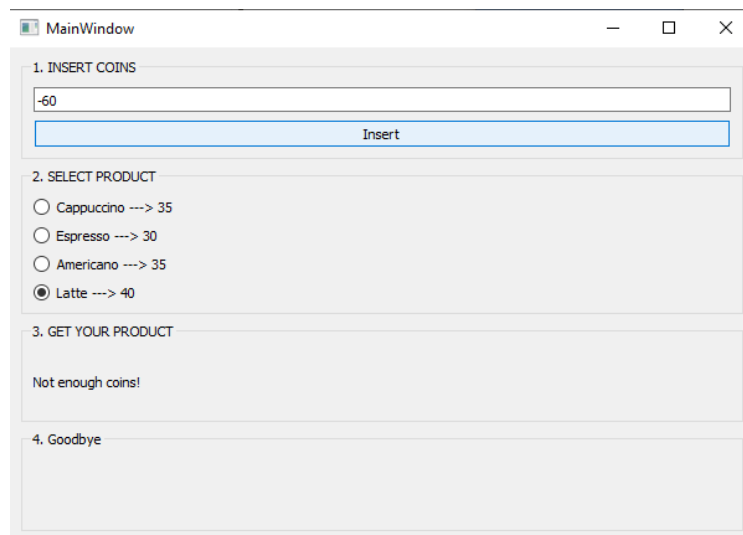 MainWindow
1. INSERT COINS
-60
Insert
2. SELECT PRODUCT
Cappuccino ---> 35
Espresso ---> 30
Americano ---> 35
Latte ---> 40
3. GET YOUR PRODUCT
Not enough coins!
4. Goodbye